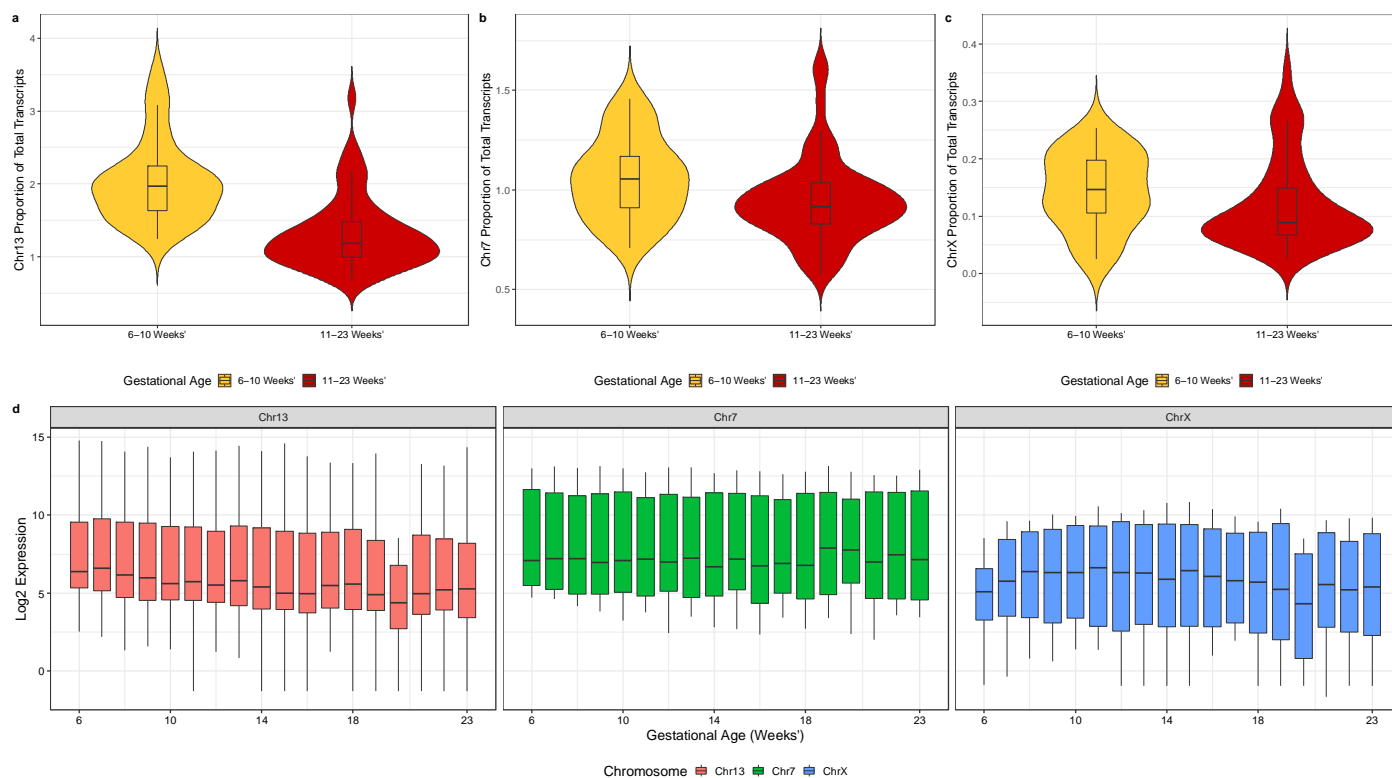 a
b
c
Chr13 Proportion of Total Transcripts
4
3
2
1
6−10 Weeks'
11−23 Weeks'
Gestational Age 6−10 Weeks' 11−23 Weeks'
Chr7 Proportion of Total Transcripts
1.5
1.0
0.5
6−10 Weeks'
11−23 Weeks'
Gestational Age 6−10 Weeks' 11−23 Weeks'
ChrX Proportion of Total Transcripts
0.4
0.3
0.2
0.1
0.0
6−10 Weeks'
11−23 Weeks'
Gestational Age 6−10 Weeks' 11−23 Weeks'
d
Chr13
Chr7
ChrX
Log2 Expression
15
10
5
0
6 10 14 18 23
6 10 14 18 23
6 10 14 18 23
Gestational Age (Weeks')
Chromosome Chr13 Chr7 ChrX